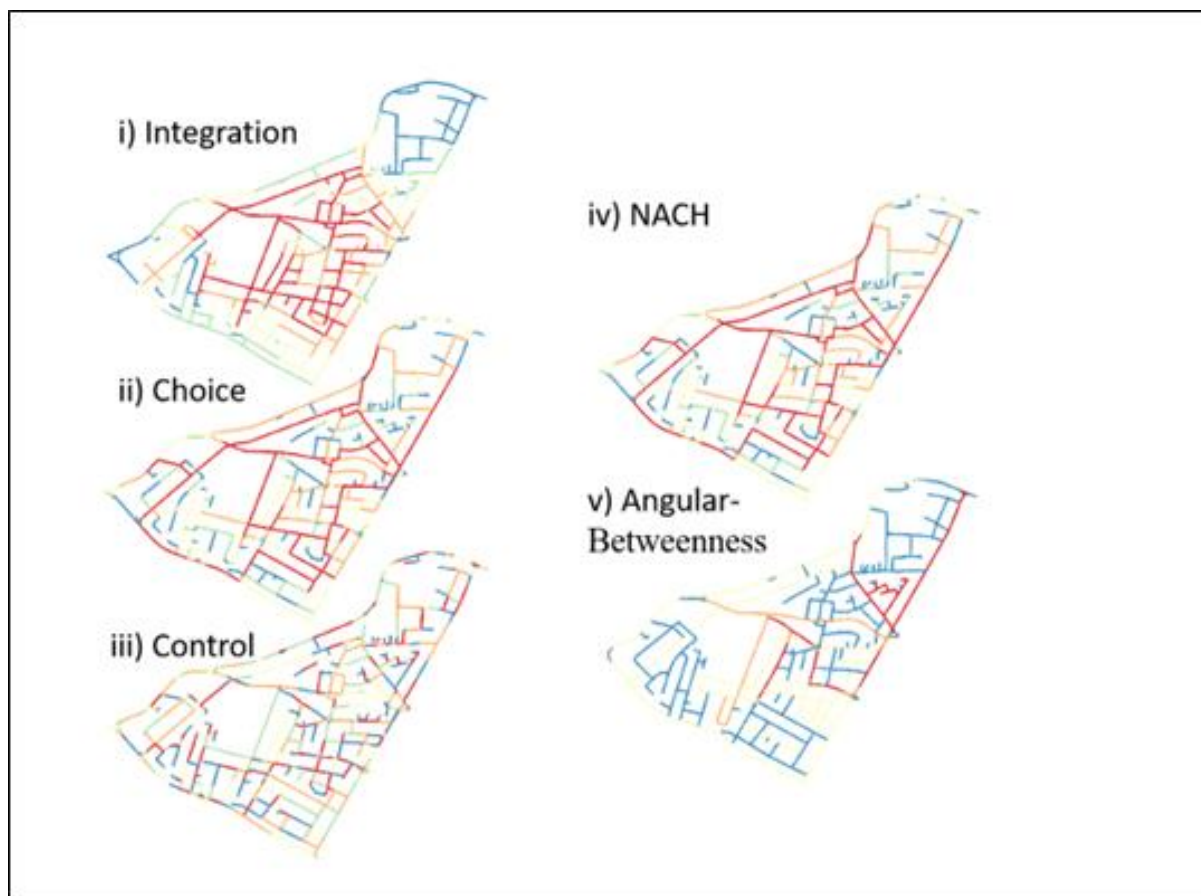 i) Integration
ii) Choice
iii) Control
iv) NACH
v) Angular-
Betweenness